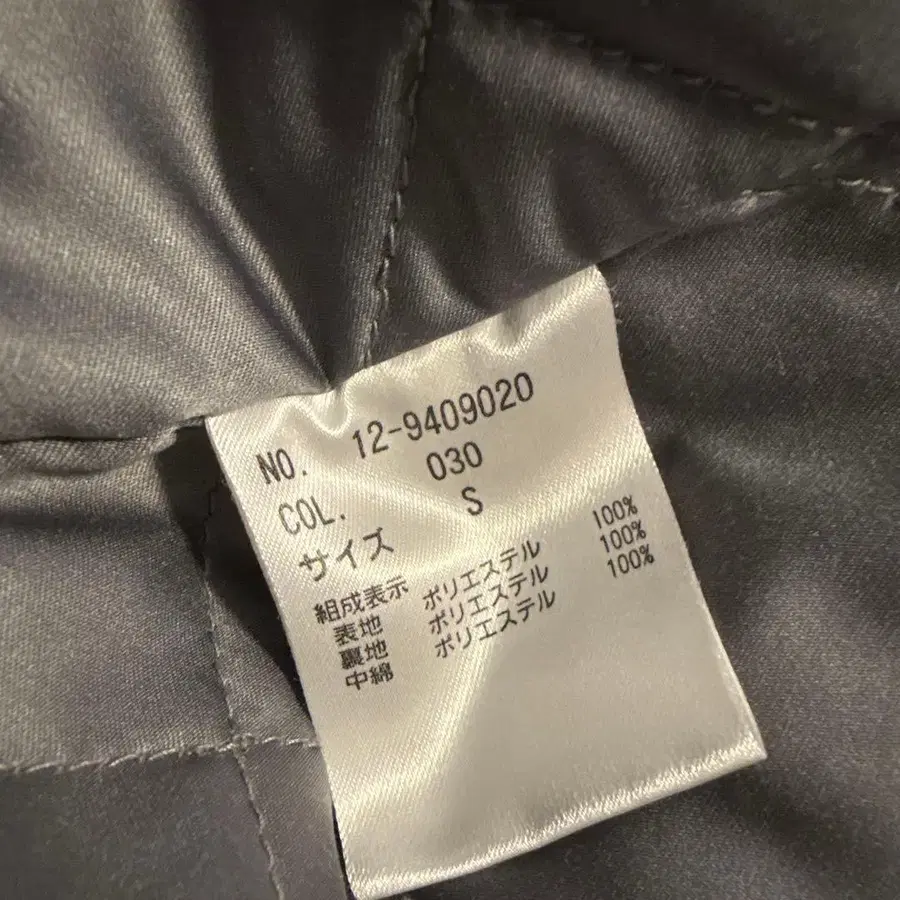 NO. 12-9409020
COL. 030
サイズ S
組成表示
表地 ポリエステル 100%
裏地 ポリエステル 100%
中綿 ポリエステル 100%